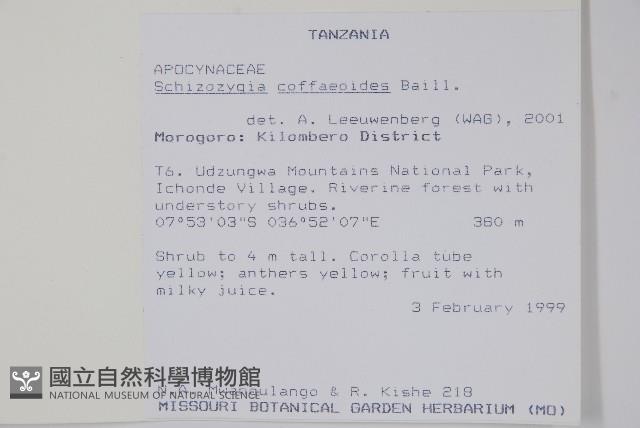 TANZANIA
APOCYNACEAE
Schizozygia coffaeoides Baill.
det. A. Leeuwenberg (WAG), 2001
Morogoro: Kilombero District
T6. Udzungwa Mountains National Park,
Ichonde Village. Riverine forest with
understory shrubs.
07°53'03"S 036°52'07"E 380 m
Shrub to 4 m tall. Corolla tube
yellow; anthers yellow; fruit with
milky juice.
3 February 1999
國立自然科學博物館
NATIONAL MUSEUM OF NATURAL SCIENCE
& R. Kishe 218
MISSOURI BOTANICAL GARDEN HERBARIUM (MO)